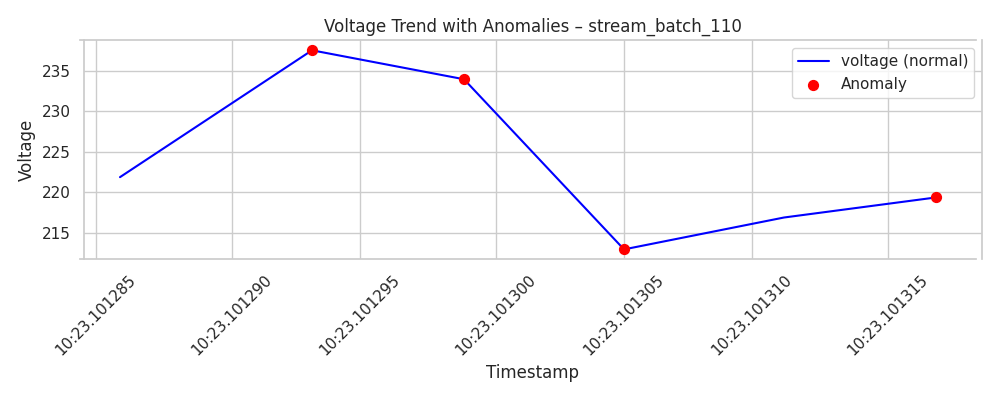 Voltage Trend with Anomalies – stream_batch_110
voltage (normal)
Anomaly
Voltage
235
230
225
220
215
10:23.101285
10:23.101290
10:23.101295
10:23.101300
10:23.101305
10:23.101310
10:23.101315
Timestamp